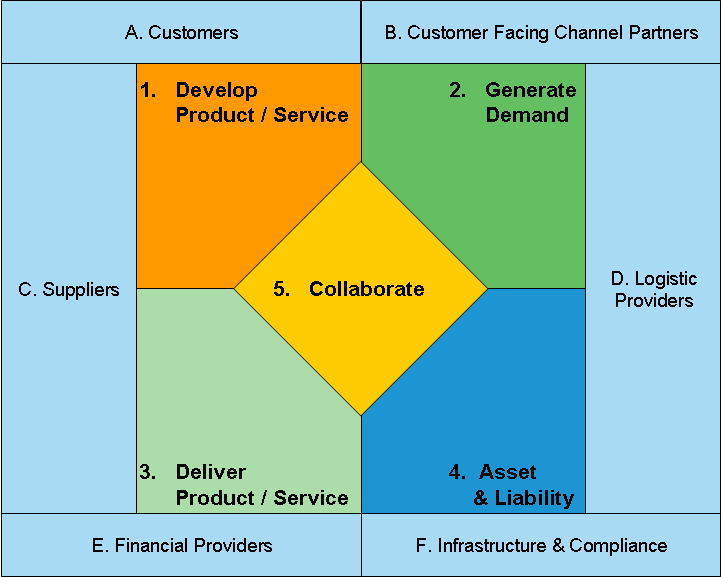 A. Customers
B. Customer Facing Channel Partners
1. Develop
Product / Service
2. Generate
Demand
C. Suppliers
5. Collaborate
D. Logistic
Providers
3. Deliver
Product / Service
4. Asset
& Liability
E. Financial Providers
F. Infrastructure & Compliance